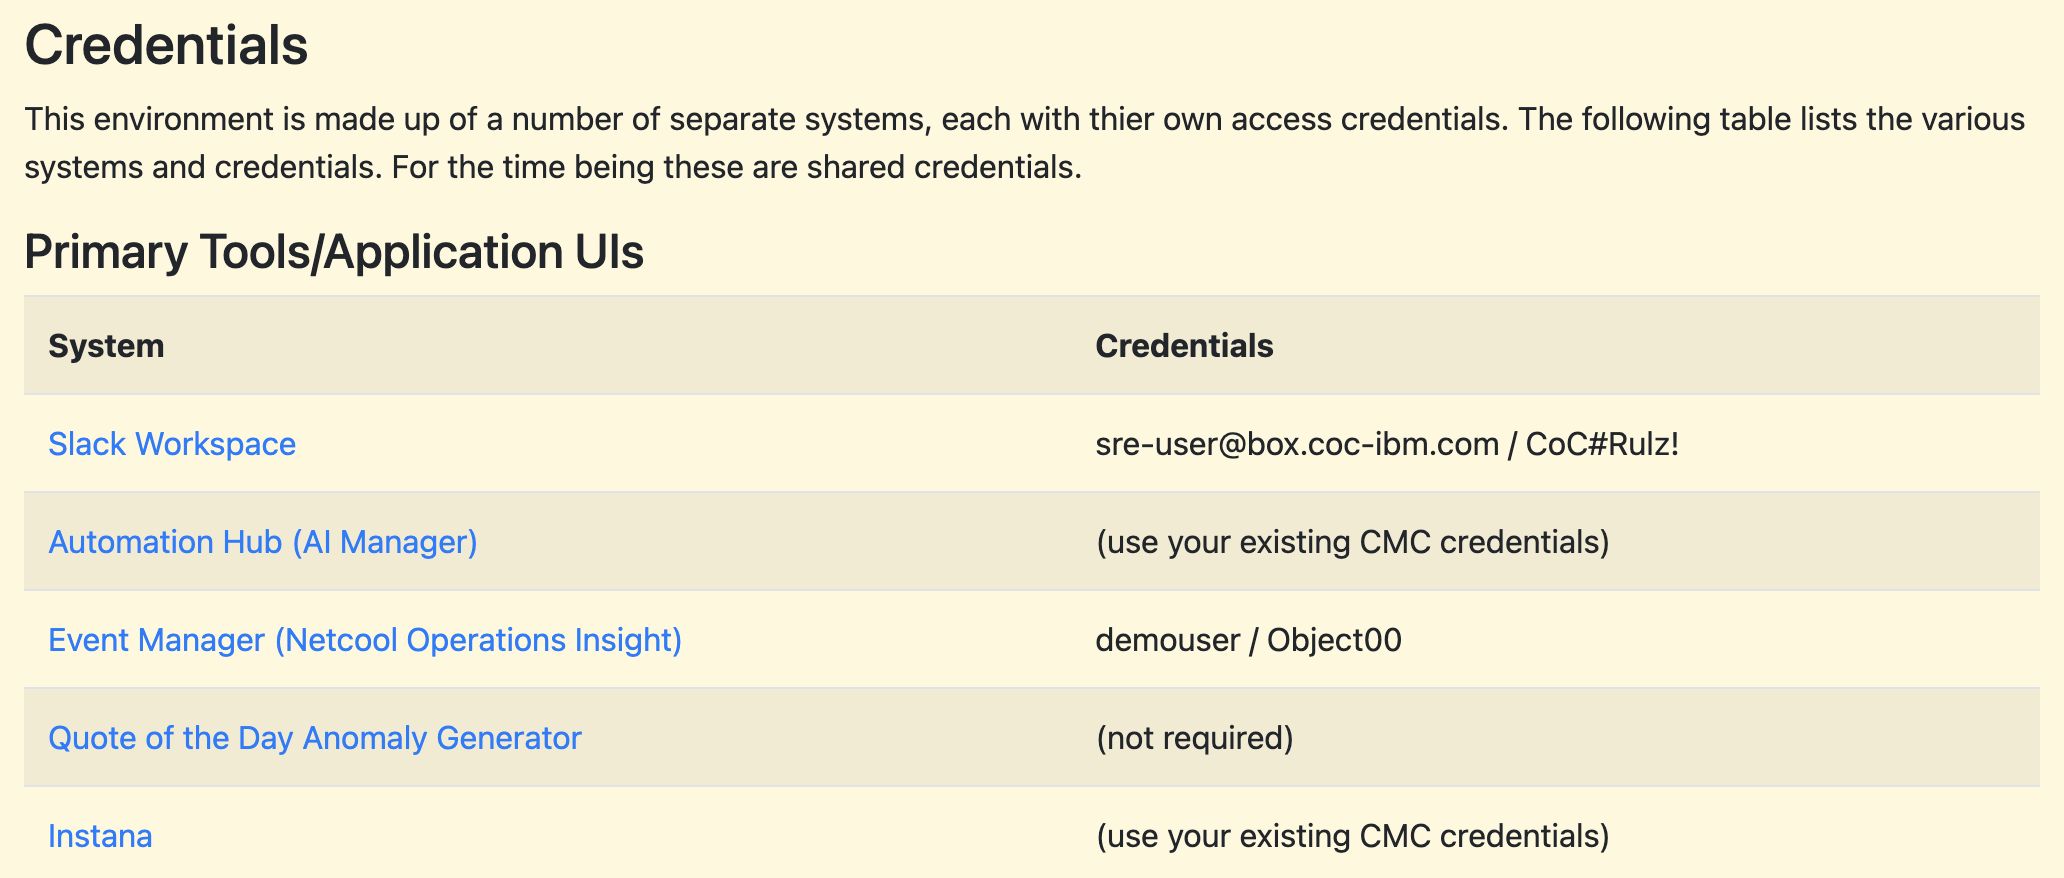 Credentials
This environment is made up of a number of separate systems, each with thier own access credentials. The following table lists the various
systems and credentials. For the time being these are shared credentials.
Primary Tools/Application UIs
System Credentials
Slack Workspace sre-user@box.coc-ibm.com / CoC#Rulz!
Automation Hub (AI Manager) (use your existing CMC credentials)
Event Manager (Netcool Operations Insight) demouser / Object00
Quote of the Day Anomaly Generator (not required)
Instana (use your existing CMC credentials)